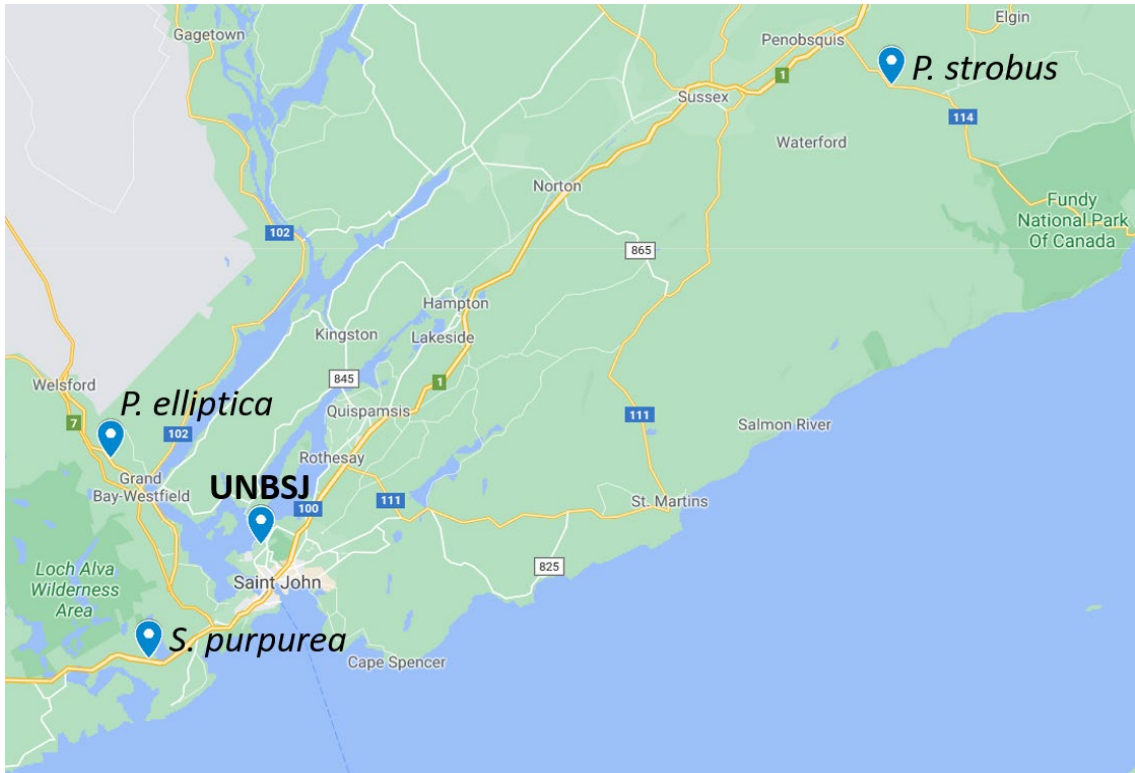 Elgin
Gagetown
Penobsquis
P. strobus
1
Sussex
114
Waterford
Norton
Fundy
National Park
Of Canada
102
865
Hampton
Kingston
Lakeside
Welsford
845
1
P. elliptica
Quispamsis
7
102
111
Salmon River
Rothesay
Grand
Bay-Westfield
UNBSJ
111
100
St. Martins
825
Loch Alva
Wilderness
Area
Saint John
S. purpurea
Cape Spencer